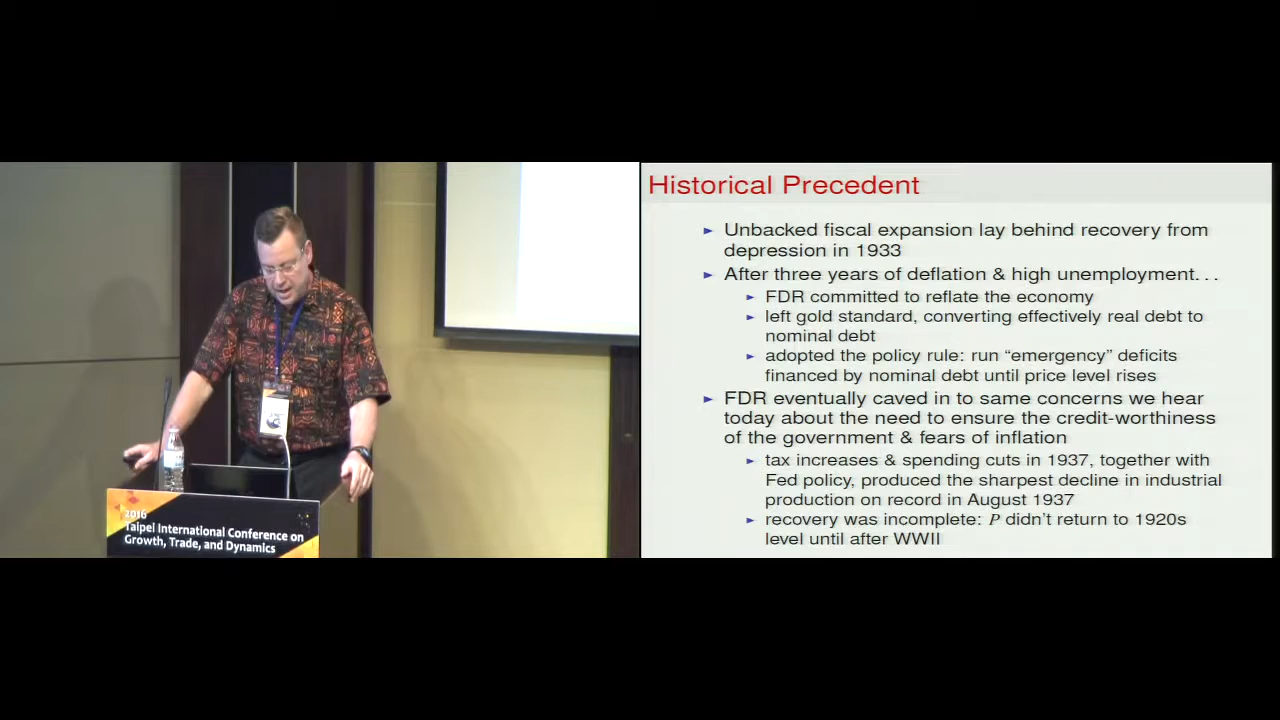 Historical Precedent
► Unbacked fiscal expansion lay behind recovery from
depression in 1933
► After three years of deflation & high unemployment. . .
► FDR committed to reflate the economy
► left gold standard, converting effectively real debt to
nominal debt
► adopted the policy rule: run “emergency” deficits
financed by nominal debt until price level rises
► FDR eventually caved in to same concerns we hear
today about the need to ensure the credit-worthiness
of the government & fears of inflation
► tax increases & spending cuts in 1937, together with
Fed policy, produced the sharpest decline in industrial
production on record in August 1937
► recovery was incomplete: P didn’t return to 1920s
level until after WWII
2016
Taipei International Conference on
Growth, Trade, and Dynamics